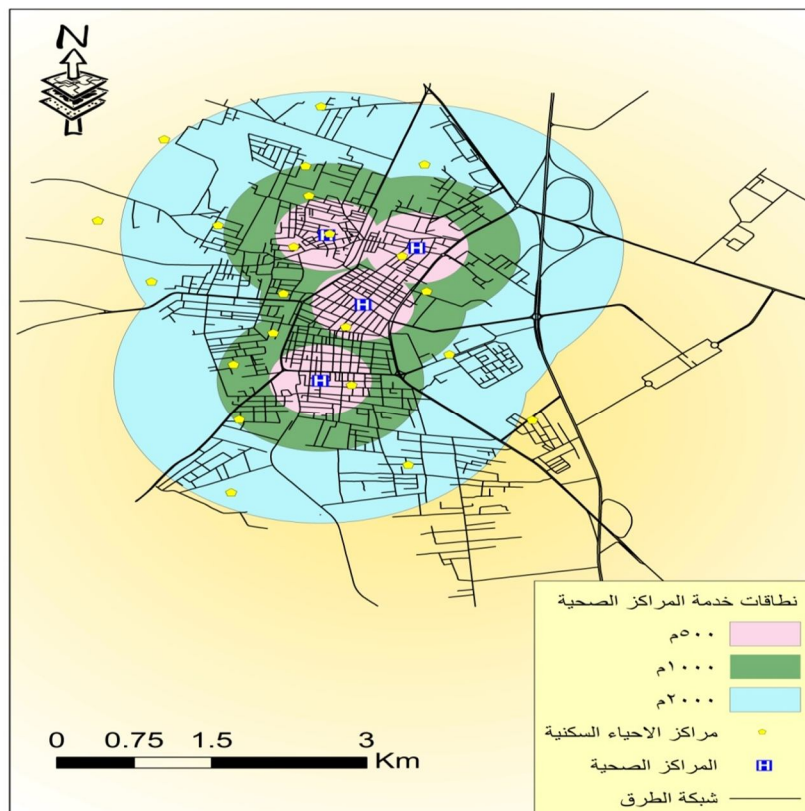 N
H
H
H
H
نطاقات خدمة المراكز الصحية
٥٠٠م
١٠٠٠م
٢٠٠٠م
مراكز الاحياء السكنية
H المراكز الصحية
شبكة الطرق
0 0.75 1.5 3
Km